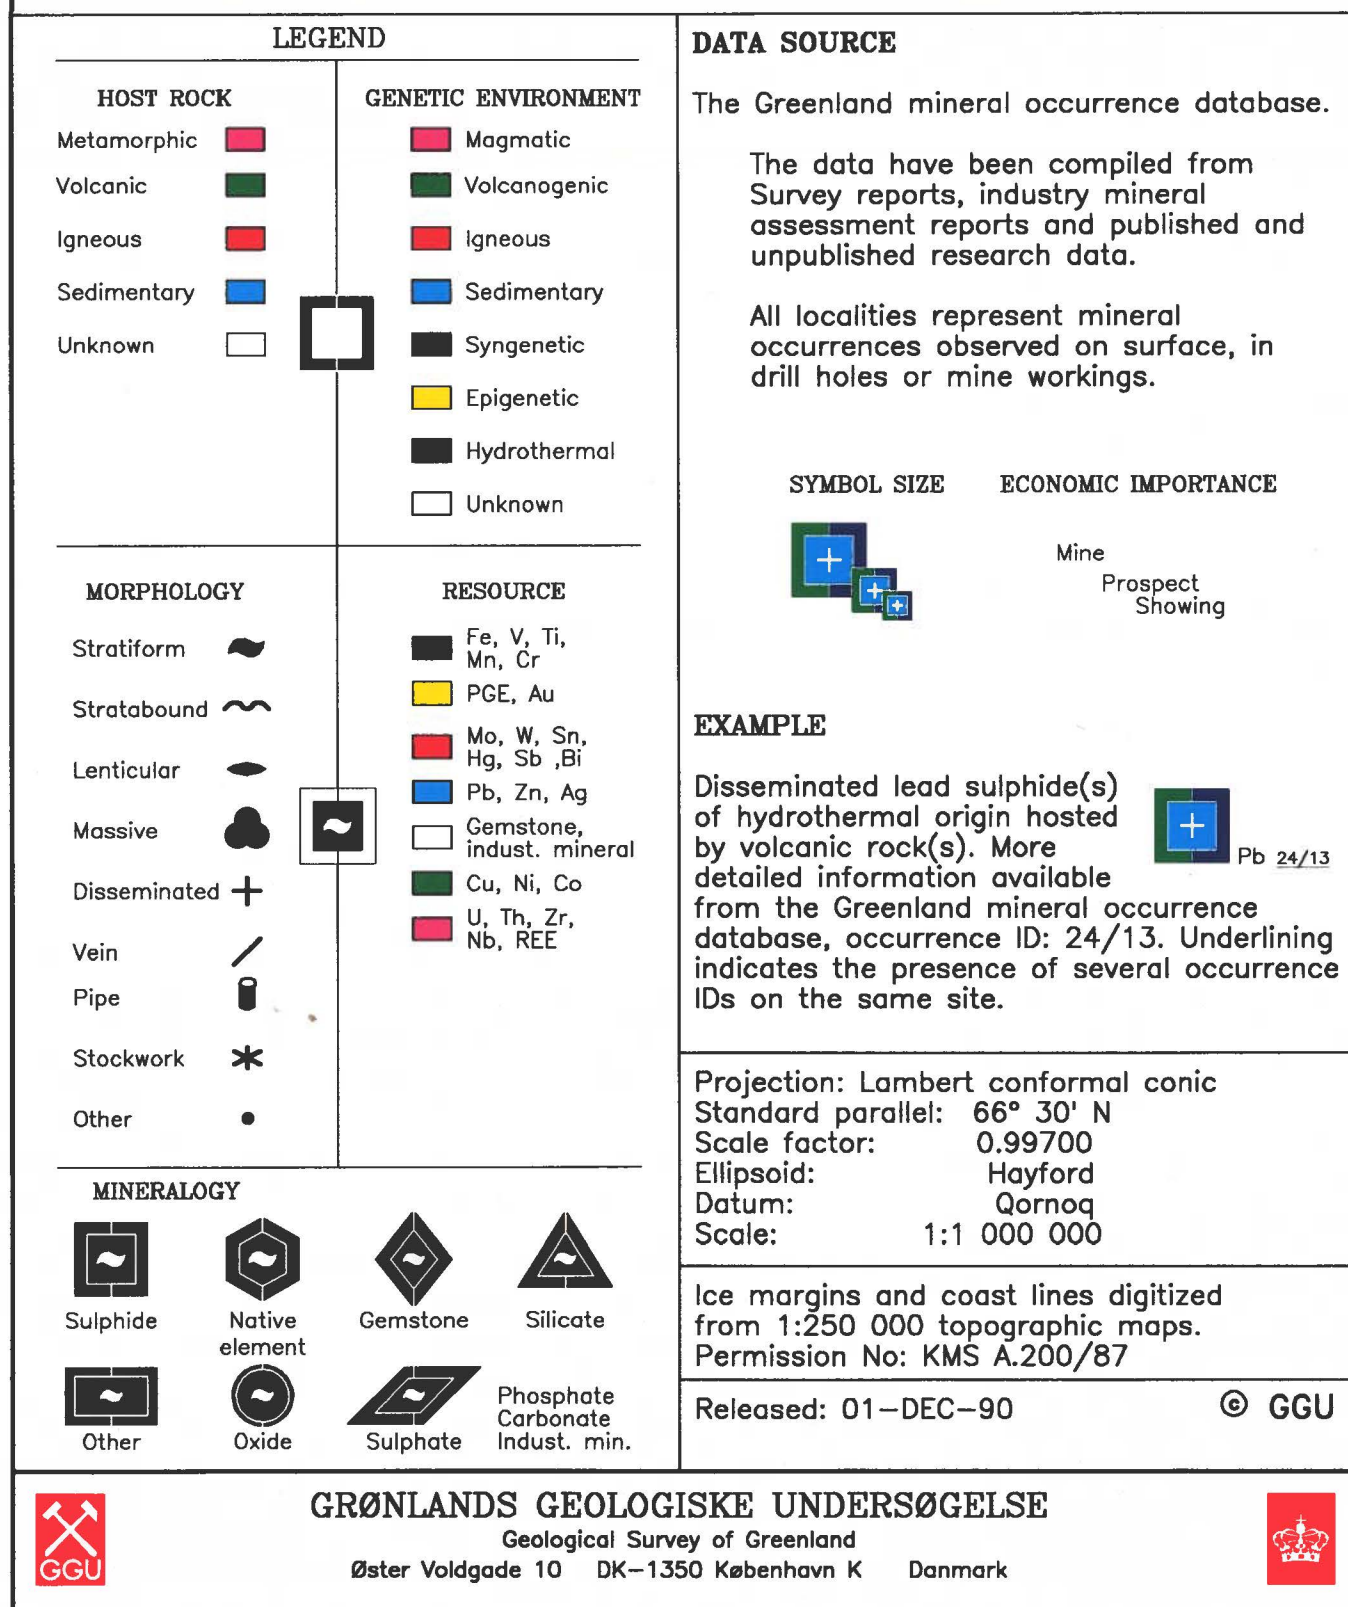 LEGEND
HOST ROCK
Metamorphic
Volcanic
Igneous
Sedimentary
Unknown
GENETIC ENVIRONMENT
Magmatic
Volcanogenic
Igneous
Sedimentary
Syngenetic
Epigenetic
Hydrothermal
Unknown
MORPHOLOGY
Stratiform
Stratabound
Lenticular
Massive
Disseminated
Vein
Pipe
Stockwork
Other
RESOURCE
Fe, V, Ti,
Mn, Cr
PGE, Au
Mo, W, Sn,
Hg, Sb ,Bi
Pb, Zn, Ag
Gemstone,
indust. mineral
Cu, Ni, Co
U, Th, Zr,
Nb, REE
MINERALOGY
Sulphide
Native
element
Gemstone
Silicate
Other
Oxide
Sulphate
Phosphate
Carbonate
Indust. min.
DATA SOURCE
The Greenland mineral occurrence database.
The data have been compiled from
Survey reports, industry mineral
assessment reports and published and
unpublished research data.
All localities represent mineral
occurrences observed on surface, in
drill holes or mine workings.
SYMBOL SIZE ECONOMIC IMPORTANCE
Mine
Prospect
Showing
EXAMPLE
Disseminated lead sulphide(s)
of hydrothermal origin hosted
by volcanic rock(s). More
detailed information available
from the Greenland mineral occurrence
database, occurrence ID: 24/13. Underlining
indicates the presence of several occurrence
IDs on the same site.
Pb 24/13
Projection: Lambert conformal conic
Standard parallel: 66° 30' N
Scale factor: 0.99700
Ellipsoid: Hayford
Datum: Qornoq
Scale: 1:1 000 000
Ice margins and coast lines digitized
from 1:250 000 topographic maps.
Permission No: KMS A.200/87
Released: 01-DEC-90 © GGU
GRØNLANDS GEOLOGISKE UNDERSØGELSE
Geological Survey of Greenland
Øster Voldgade 10 DK-1350 København K Danmark
GGU